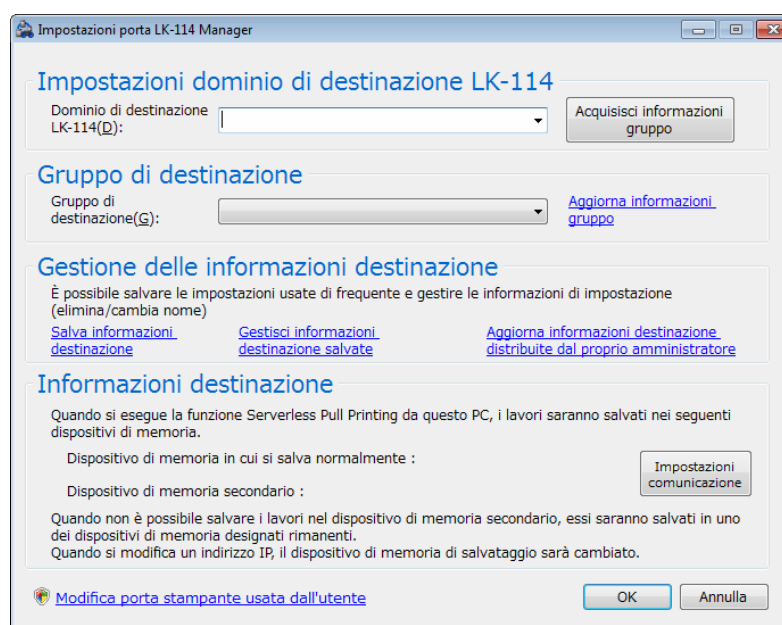 Impostazioni porta LK-114 Manager
Impostazioni dominio di destinazione LK-114
Dominio di destinazione
LK-114(D):
Acquisisci informazioni
gruppo
Gruppo di destinazione
Gruppo di
destinazione(G):
Aggiorna informazioni
gruppo
Gestione delle informazioni destinazione
È possibile salvare le impostazioni usate di frequente e gestire le informazioni di impostazione
(elimina/cambia nome)
Salva informazioni
destinazione
Gestisci informazioni
destinazione salvate
Aggiorna informazioni destinazione
distribuite dal proprio amministratore
Informazioni destinazione
Quando si esegue la funzione Serverless Pull Printing da questo PC, i lavori saranno salvati nei seguenti
dispositivi di memoria.
Dispositivo di memoria in cui si salva normalmente :
Dispositivo di memoria secondario :
Impostazioni
comunicazione
Quando non è possibile salvare i lavori nel dispositivo di memoria secondario, essi saranno salvati in uno
dei dispositivi di memoria designati rimanenti.
Quando si modifica un indirizzo IP, il dispositivo di memoria di salvataggio sarà cambiato.
Modifica porta stampante usata dall'utente
OK
Annulla